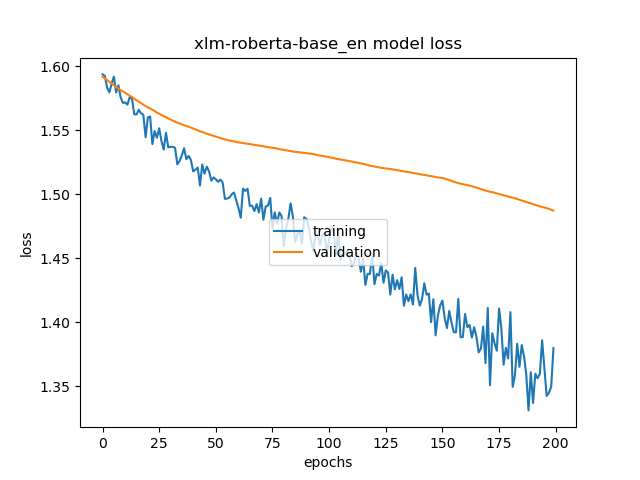 xlm-roberta-base_en model loss
1.60
1.55
1.50
1.45
1.40
1.35
loss
training
validation
0 25 50 75 100 125 150 175 200
epochs